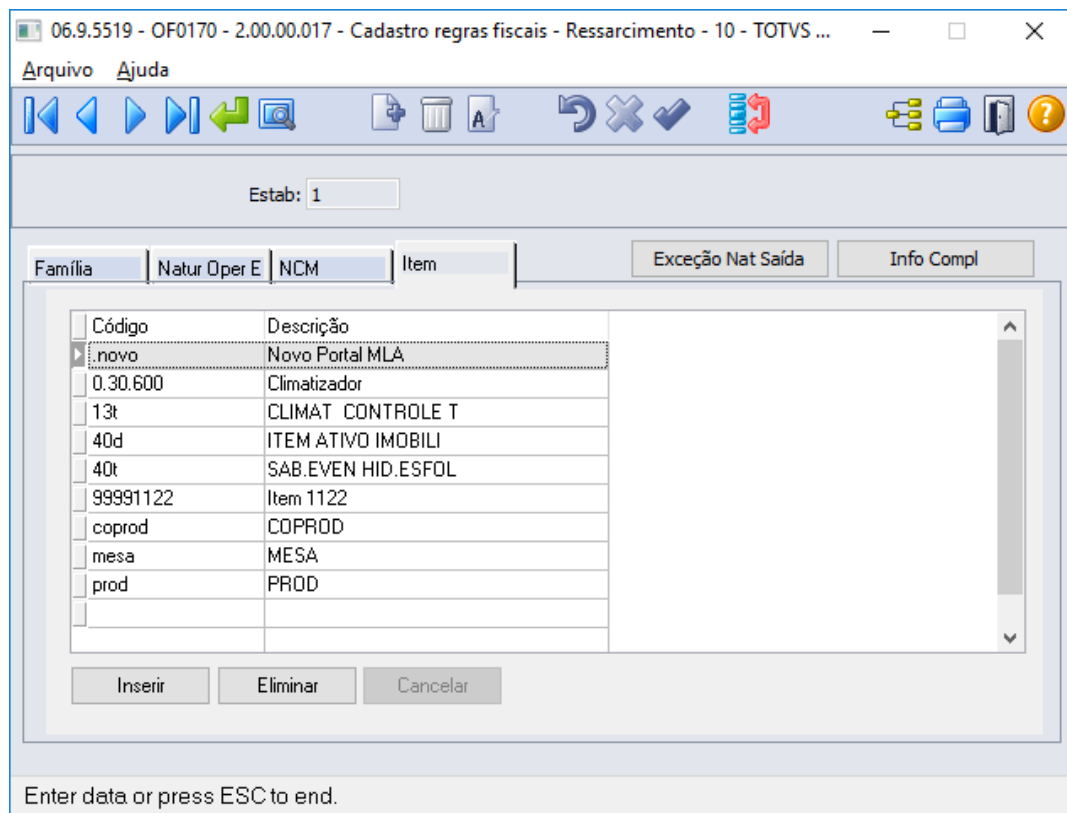 06.9.5519 - OF0170 - 2.00.00.017 - Cadastro regras fiscais - Ressarcimento - 10 - TOTVS ...
Arquivo Ajuda
A
?
Estab: 1
Família Natur Oper E NCM Item Exceção Nat Saída Info Compl
Código Descrição
.novo Novo Portal MLA
0.30.600 Climatizador
13t CLIMAT CONTROLE T
40d ITEM ATIVO IMOBILI
40t SAB.EVEN HID.ESFOL
99991122 Item 1122
coprod COPROD
mesa MESA
prod PROD
Inserir Eliminar Cancelar
Enter data or press ESC to end.